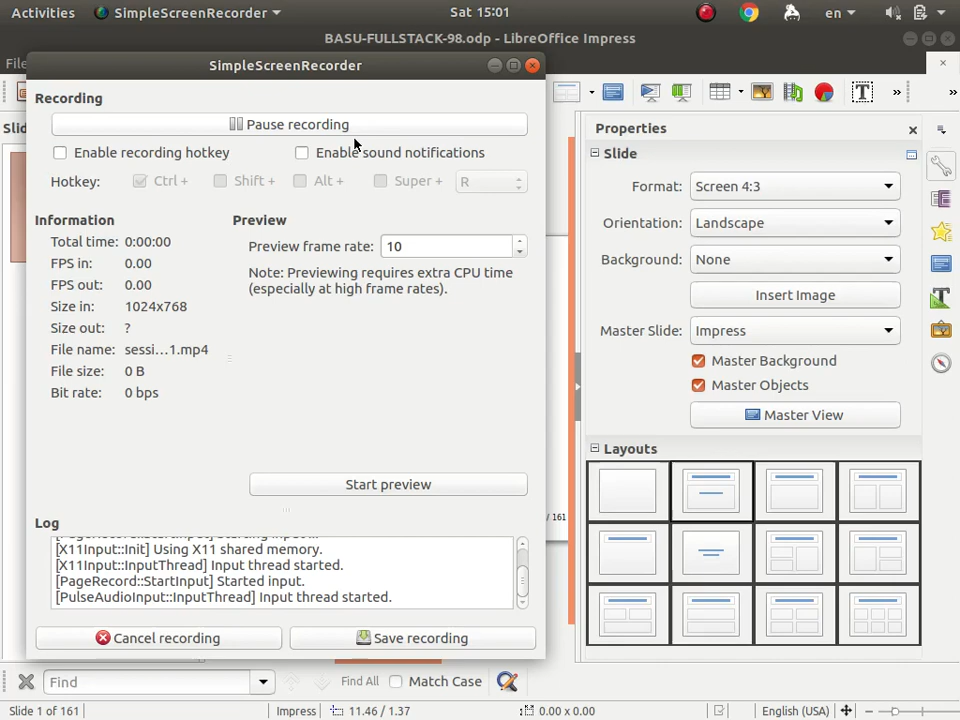 Activities SimpleScreenRecorder Sat 15:01 en
BASU-FULLSTACK-98.odp - LibreOffice Impress
File
SimpleScreenRecorder
Recording
Pause recording
Enable recording hotkey Enable sound notifications
Hotkey: Ctrl + Shift + Alt + Super + R
Information
Total time: 0:00:00
FPS in: 0.00
FPS out: 0.00
Size in: 1024x768
Size out: ?
File name: sessi...1.mp4
File size: 0 B
Bit rate: 0 bps
Preview
Preview frame rate: 10
Note: Previewing requires extra CPU time
(especially at high frame rates).
Start preview
Log
[X11Input::Init] Using X11 shared memory.
[X11Input::InputThread] Input thread started.
[PageRecord::StartInput] Started input.
[PulseAudioInput::InputThread] Input thread started.
Cancel recording Save recording
/ 161
Properties
Slide
Format: Screen 4:3
Orientation: Landscape
Background: None
Insert Image
Master Slide: Impress
Master Background
Master Objects
Master View
Layouts
Find Find All Match Case
Slide 1 of 161 Impress 11.46 / 1.37 0.00 x 0.00 English (USA)